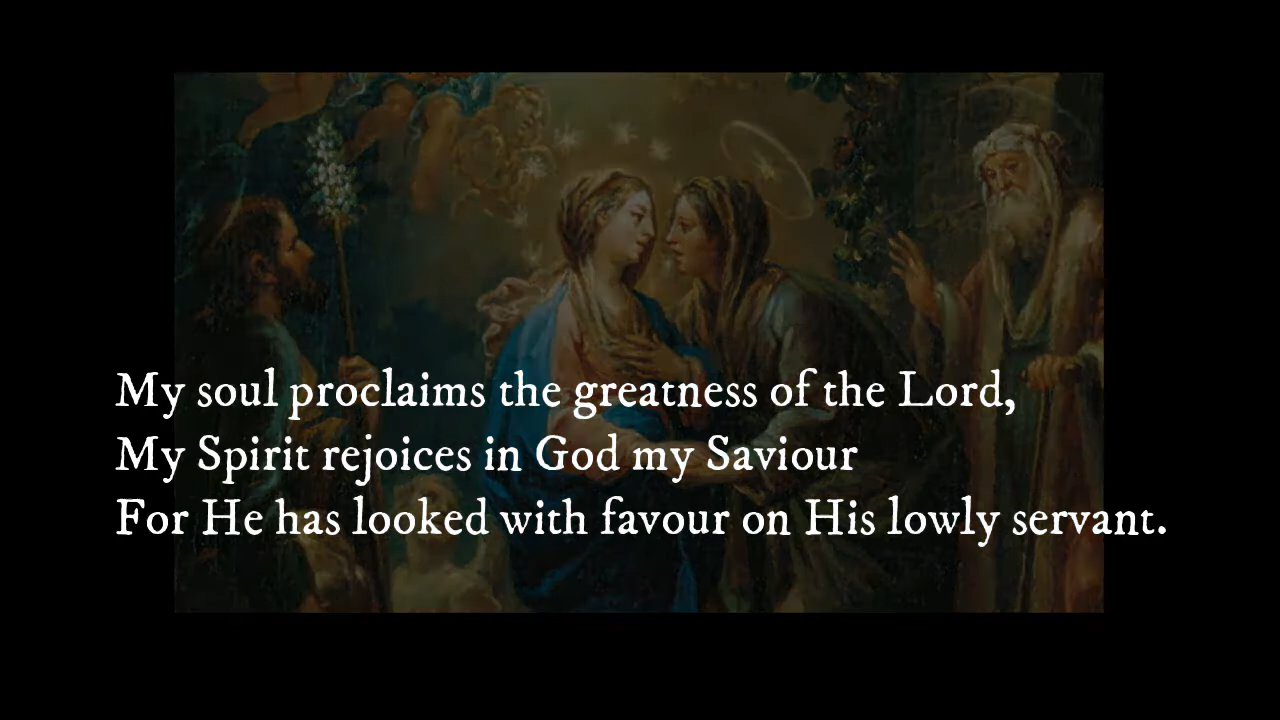 My soul proclaims the greatness of the Lord,
My Spirit rejoices in God my Saviour
For He has looked with favour on His lowly servant.